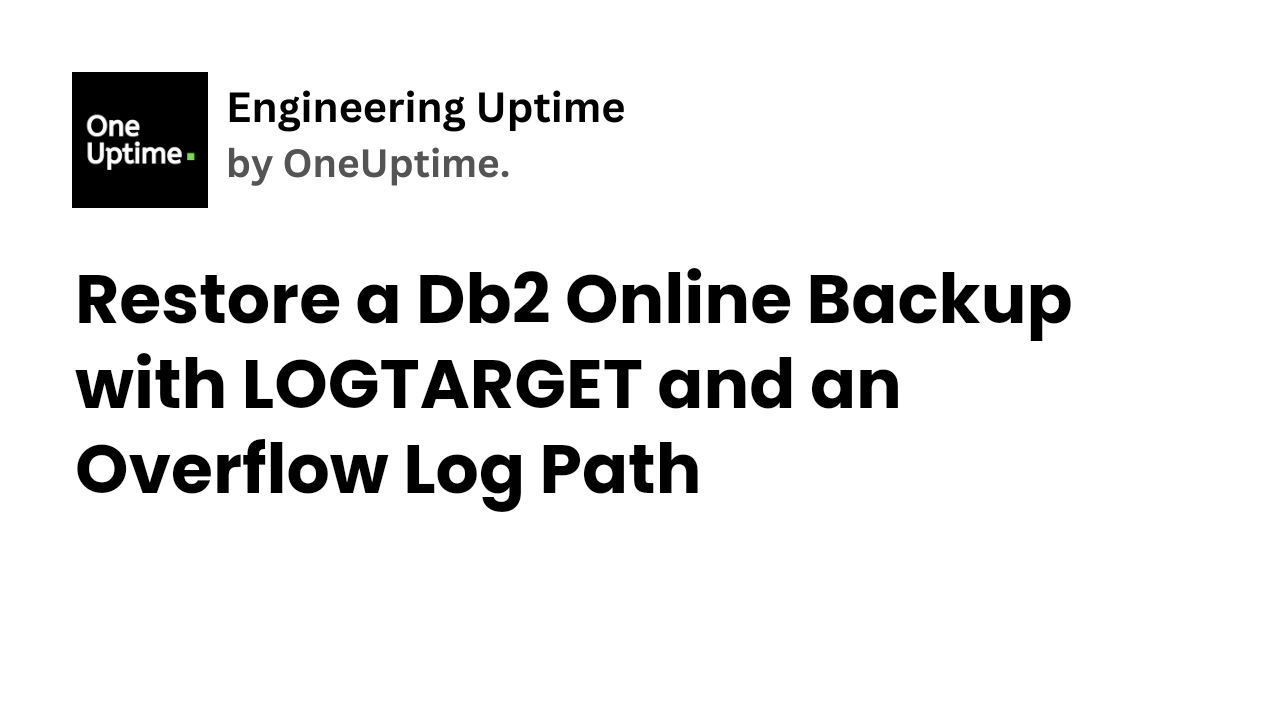 One
Uptime
Engineering Uptime
by OneUptime.
Restore a Db2 Online Backup
with LOGTARGET and an
Overflow Log Path